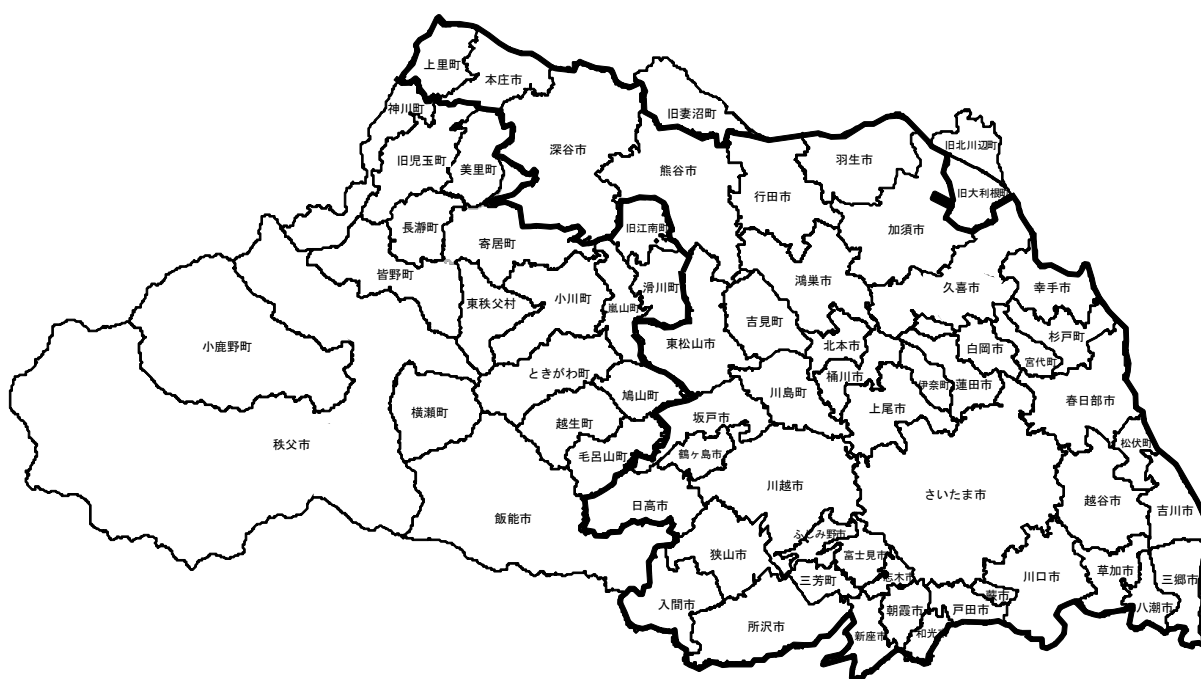 上里町
本庄市
神川町
旧妻沼町
旧児玉町
美里町
深谷市
熊谷市
羽生市
旧北川辺町
行田市
旧大利根町
長瀞町
寄居町
旧江南町
加須市
皆野町
東秩父村
小川町
嵐山町
滑川町
鴻巣市
久喜市
幸手市
吉見町
小鹿野町
東松山市
北本市
白岡市
杉戸町
宮代町
ときがわ町
桶川市
伊奈町
蓮田市
横瀬町
鳩山町
川島町
上尾市
春日部市
秩父市
越生町
坂戸市
松伏町
毛呂山町
鶴ヶ島市
川越市
さいたま市
越谷市
吉川市
飯能市
日高市
ふじみ野市
狭山市
富士見市
三芳町
志木市
川口市
草加市
三郷市
入間市
所沢市
新座市
朝霞市
和光
戸田市
蕨市
八潮市